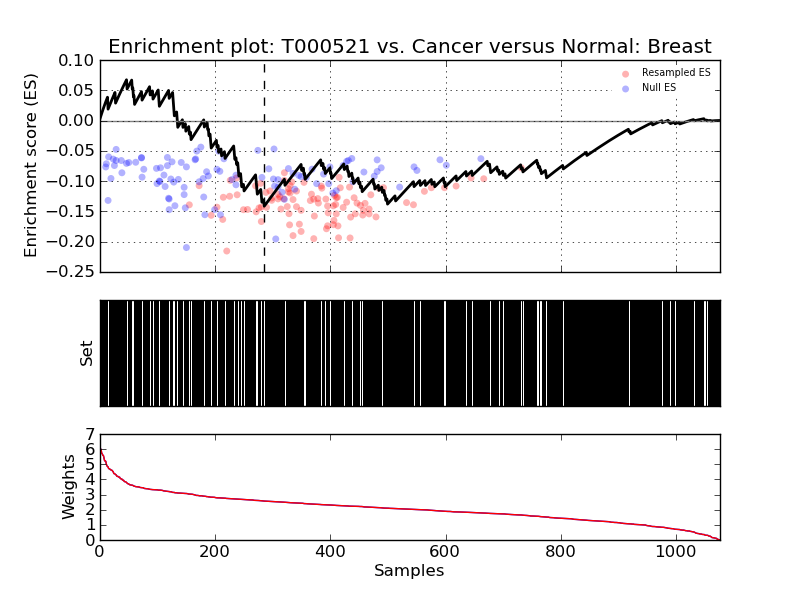 Enrichment plot: T000521 vs. Cancer versus Normal: Breast
Enrichment score (ES)
0.10
0.05
0.00
−0.05
−0.10
−0.15
−0.20
−0.25
Resampled ES
Null ES
Set
Weights
7
6
5
4
3
2
1
0
0 200 400 600 800 1000
Samples